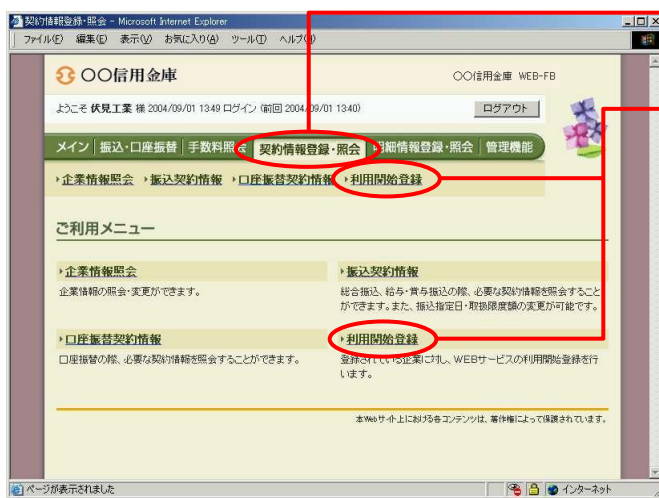 契約情報登録・照会 - Microsoft Internet Explorer
ファイル(F) 編集(E) 表示(V) お気に入り(A) ツール(T) ヘルプ(H)
〇〇信用金庫
〇〇信用金庫 WEB-FB
ようこそ 伏見工業 様 2004/09/01 1349 ログイン (前回 2004/09/01 1340)
ログアウト
メイン 振込・口座振替 手数料照会 契約情報登録・照会 明細情報登録・照会 管理機能
企業情報照会 振込契約情報 口座振替契約情報 利用開始登録
ご利用メニュー
企業情報照会
企業情報の照会・変更ができます。
振込契約情報
総合振込、給与・賞与振込の際、必要な契約情報を照会すること
ができます。また、振込指定日・取扱限度額の変更が可能です。
口座振替契約情報
口座振替の際、必要な契約情報を照会することができます。
利用開始登録
登録されている企業に対し、WEBサービスの利用開始登録を行
います。
本Webサイト上における各コンテンツは、著作権によって保護されています。
ページが表示されました
インターネット